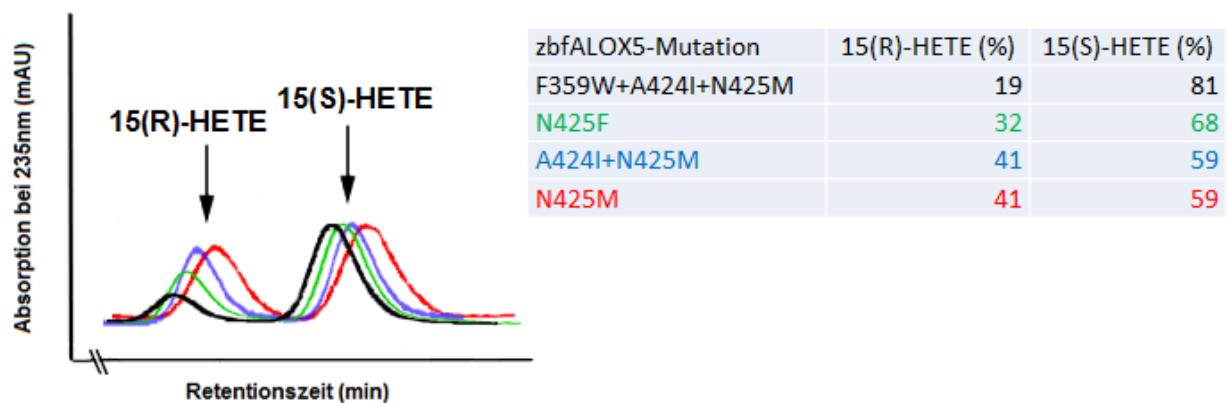 Absorption bei 235nm (mAU)
15(R)-HETE
15(S)-HETE
Retentionszeit (min)
zbfALOX5-Mutation 15(R)-HETE (%) 15(S)-HETE (%)
F359W+A424I+N425M 19 81
N425F 32 68
A424I+N425M 41 59
N425M 41 59